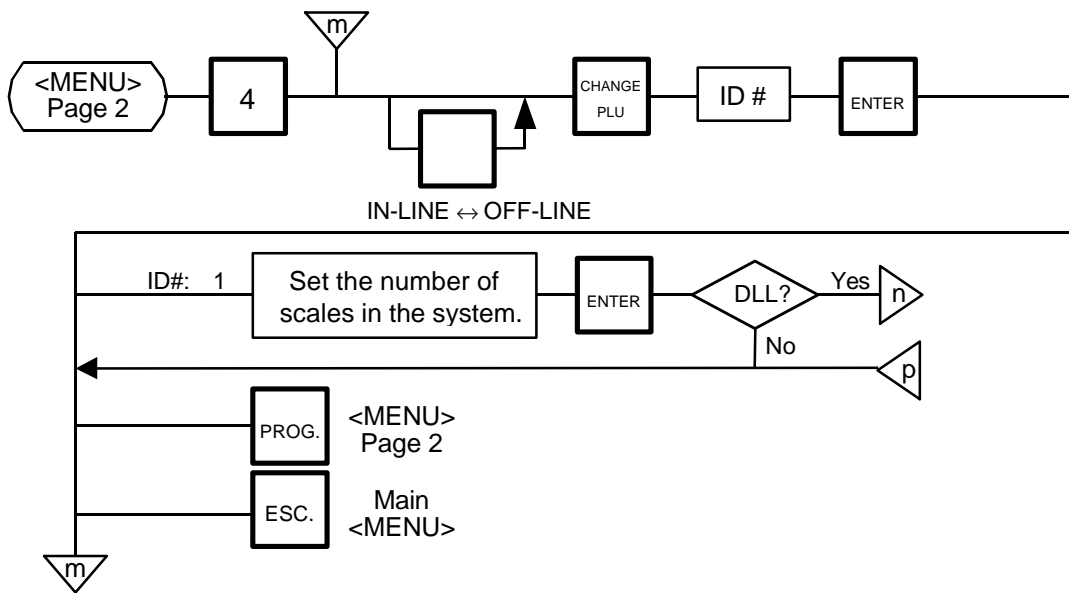 m
<MENU>
Page 2
4
CHANGE
PLU
ID #
ENTER
IN-LINE ↔ OFF-LINE
ID#: 1
Set the number of
scales in the system.
ENTER
DLL?
Yes
n
No
p
PROG.
<MENU>
Page 2
ESC.
Main
<MENU>
m